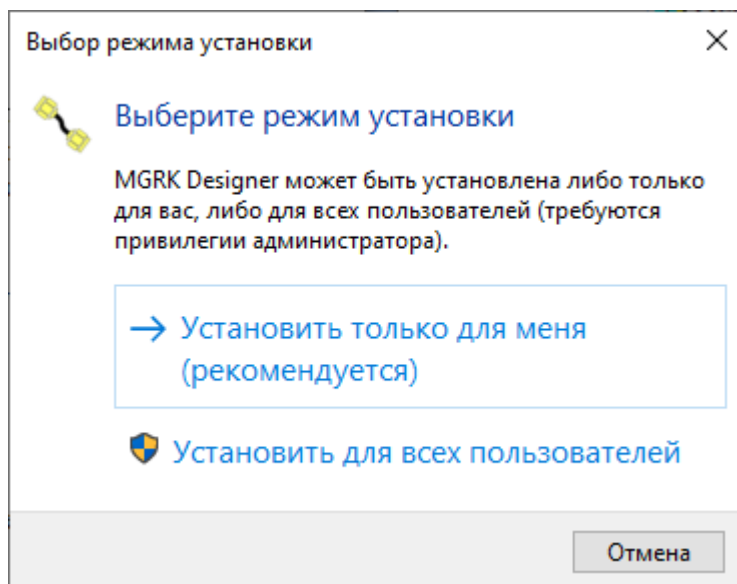 Выбор режима установки
Выберите режим установки
MGRK Designer может быть установлена либо только
для вас, либо для всех пользователей (требуются
привилегии администратора).
Установить только для меня
(рекомендуется)
Установить для всех пользователей
Отмена